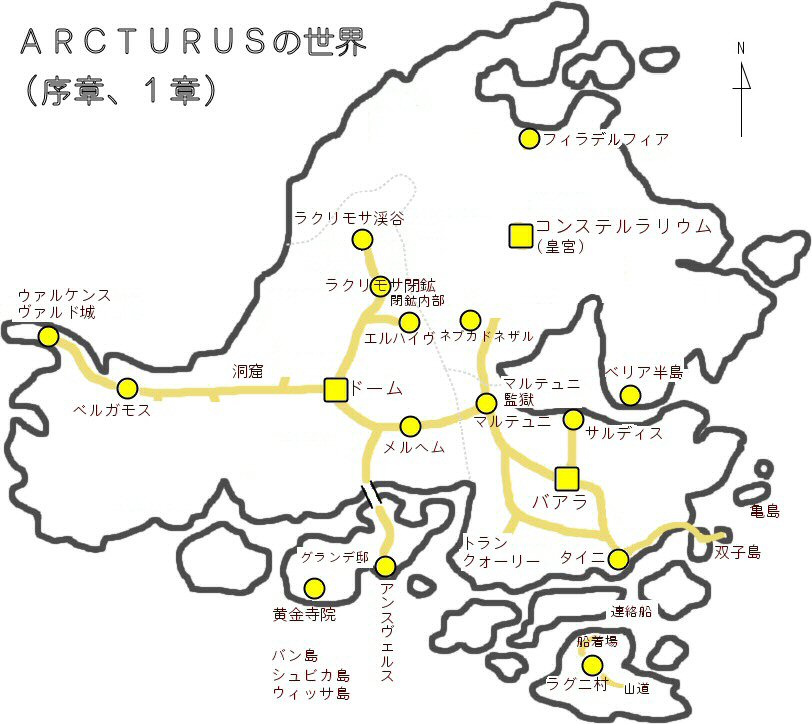 ＡＲＣＴＵＲＵＳの世界
（序章、１章）
N
フィラデルフィア
ラクリモサ渓谷
コンステルラリウム
（皇宮）
ラクリモサ閉鉱
閉鉱内部
ウァルケンス
ヴァルド城
エルハイヴ
ネブカドネザル
洞窟
ベリア半島
ドーム
マルテュニ
監獄
ベルガモス
マルテュニ
サルディス
メルヘム
バアラ
亀島
トラン
クォーリー
タイニ
双子島
グランデ邸
アンスヴェルス
黄金寺院
連絡船
船着場
バン島
シュビカ島
ウィッサ島
ラグニ村
山道